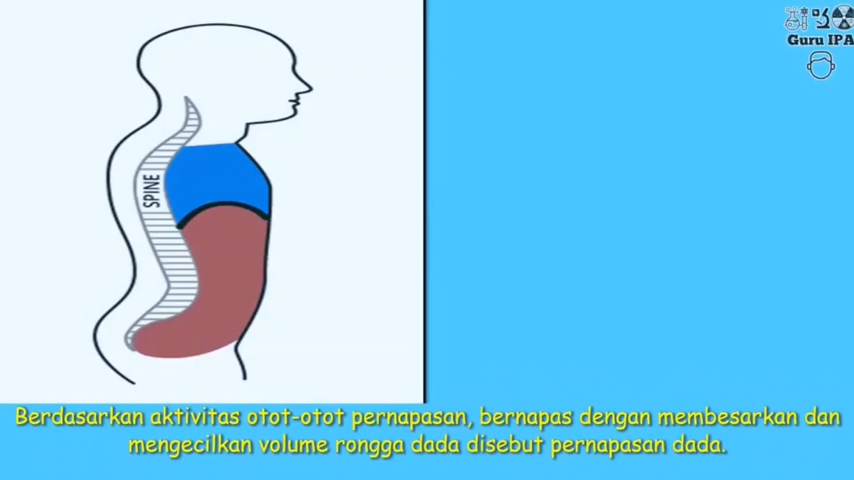 Guru IPA
SPINE
Berdasarkan aktivitas otot-otot pernapasan, bernapas dengan membesarkan dan
mengecilkan volume rongga dada disebut pernapasan dada.